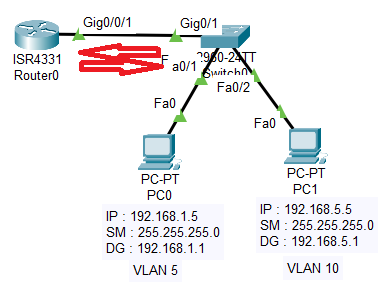 Gig0/0/1
Gig0/1
ISR4331
Router0
2960-24TT
Switch0
F
a0/1
Fa0/2
Fa0
Fa0
PC-PT
PC0
PC-PT
PC1
IP : 192.168.1.5
SM : 255.255.255.0
DG : 192.168.1.1
IP : 192.168.5.5
SM : 255.255.255.0
DG : 192.168.5.1
VLAN 5
VLAN 10